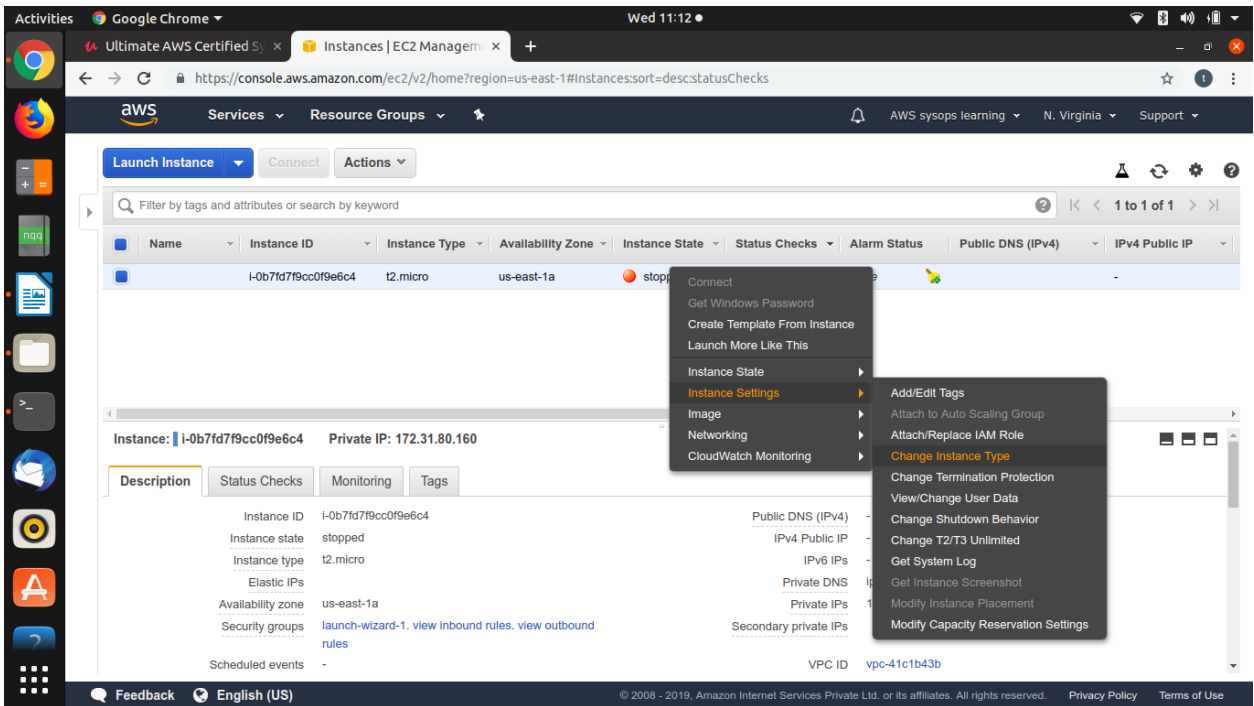 Activities Google Chrome Wed 11:12
Ultimate AWS Certified Sy Instances | EC2 Managem
https://console.aws.amazon.com/ec2/v2/home?region=us-east-1#Instances:sort=desc:statusChecks t
aws Services Resource Groups AWS sysops learning N. Virginia Support
Launch Instance Connect Actions
Filter by tags and attributes or search by keyword 1 to 1 of 1
Name Instance ID Instance Type Availability Zone Instance State Status Checks Alarm Status Public DNS (IPv4) IPv4 Public IP
i-0b7fd7f9cc0f9e6c4 t2.micro us-east-1a stopp -
Connect
Get Windows Password
Create Template From Instance
Launch More Like This
Instance State
Instance Settings
Image
Networking
CloudWatch Monitoring
Add/Edit Tags
Attach to Auto Scaling Group
Attach/Replace IAM Role
Change Instance Type
Change Termination Protection
View/Change User Data
Change Shutdown Behavior
Change T2/T3 Unlimited
Get System Log
Get Instance Screenshot
Modify Instance Placement
Modify Capacity Reservation Settings
Instance: i-0b7fd7f9cc0f9e6c4 Private IP: 172.31.80.160
Description Status Checks Monitoring Tags
Instance ID i-0b7fd7f9cc0f9e6c4 Public DNS (IPv4) -
Instance state stopped IPv4 Public IP -
Instance type t2.micro IPv6 IPs -
Elastic IPs Private DNS ip
Availability zone us-east-1a Private IPs 1
Security groups launch-wizard-1. view inbound rules. view outbound Secondary private IPs
rules
Scheduled events - VPC ID vpc-41c1b43b
Feedback English (US) © 2008 - 2019, Amazon Internet Services Private Ltd. or its affiliates. All rights reserved. Privacy Policy Terms of Use
nqq